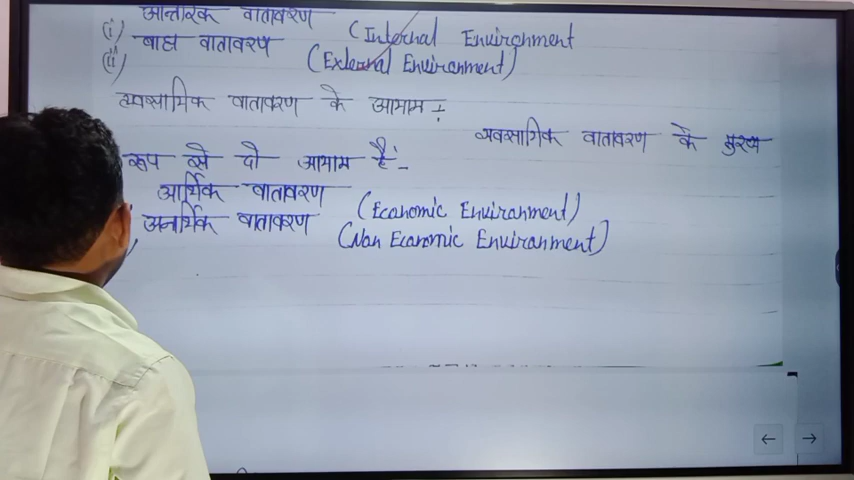 आन्तरिक वातावरण (Internal Environment
(i) बाह्य वातावरण
(ii) (External Environment)
व्यवसायिक वातावरण के आयाम ÷
व्यवसायिक वातावरण के मुख्य
रूप से दो आयाम हैं:-
आर्थिक वातावरण (Economic Environment)
अनार्थिक वातावरण (Non Economic Environment)